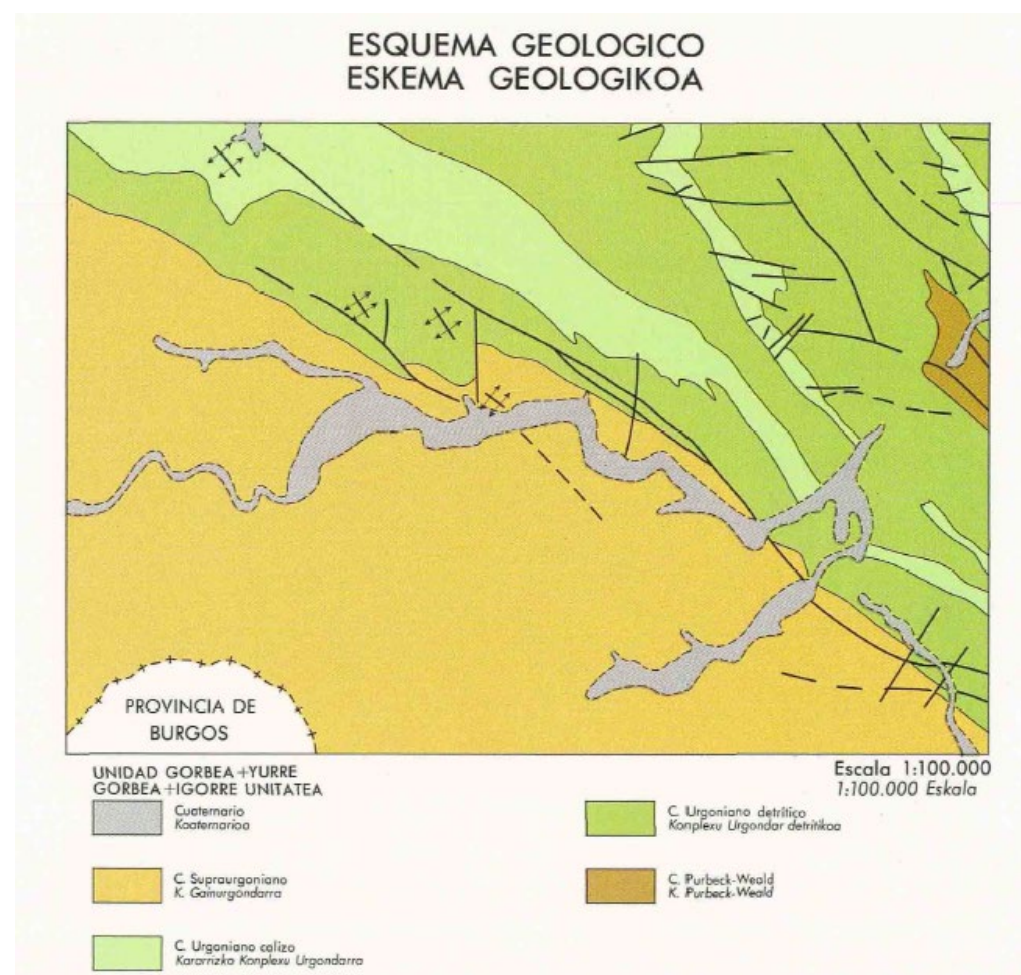 ESQUEMA GEOLOGICO
ESKEMA GEOLOGIKOA
PROVINCIA DE
BURGOS
UNIDAD GORBEA+YURRE
GORBEA+IGORRE UNITATEA
Escala 1:100.000
1:100.000 Eskala
Cuaternario
Koaternarioa
C. Supraurgoniano
K. Gainurgondarra
C. Urgoniano calizo
Kararrizko Konplexu Urgondarra
C. Urgoniano detrítico
Konplexu Urgondar detritikoa
C. Purbeck-Weald
K. Purbeck-Weald